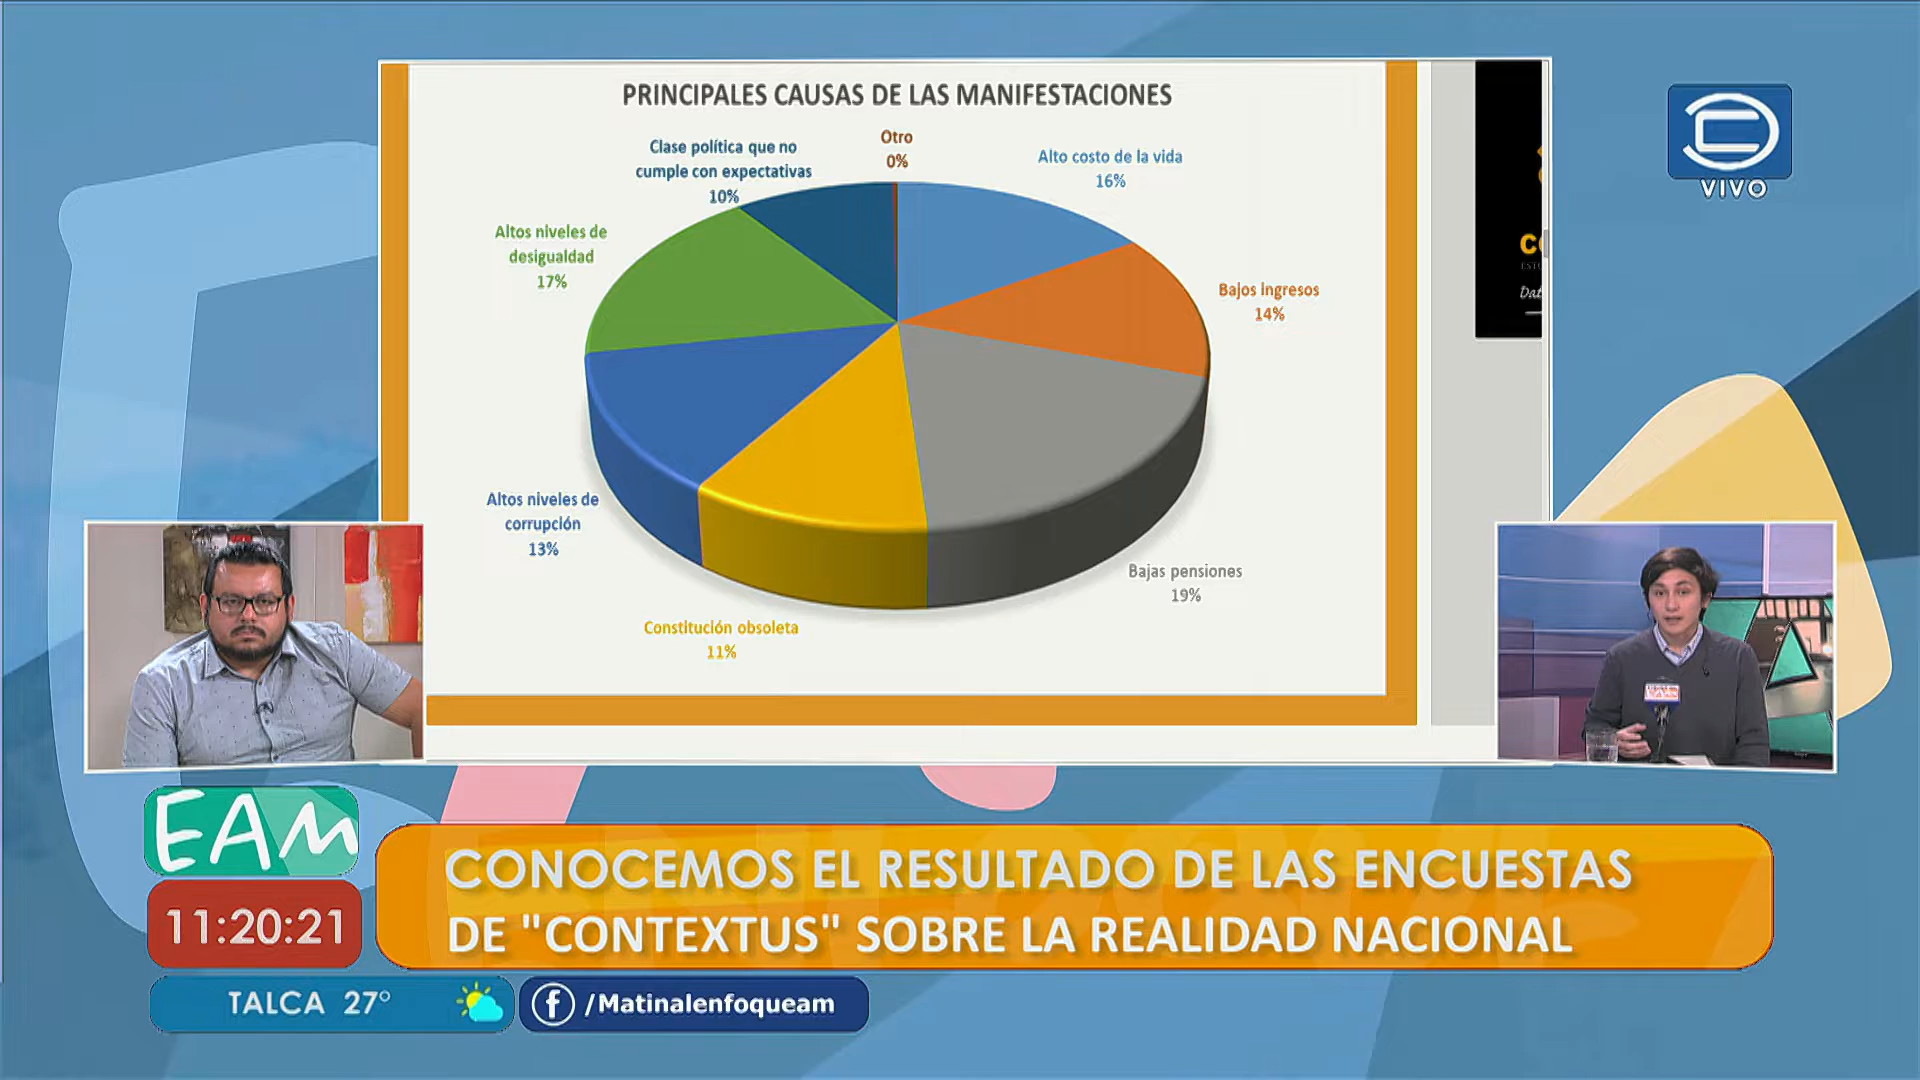 PRINCIPALES CAUSAS DE LAS MANIFESTACIONES
Otro
0%
Alto costo de la vida
16%
Bajos ingresos
14%
Bajas pensiones
19%
Constitución obsoleta
11%
Altos niveles de
corrupción
13%
Altos niveles de
desigualdad
17%
Clase política que no
cumple con expectativas
10%
VIVO
EAM
11:20:21
CONOCEMOS EL RESULTADO DE LAS ENCUESTAS
DE "CONTEXTUS" SOBRE LA REALIDAD NACIONAL
TALCA 27°
/Matinalenfoqueam